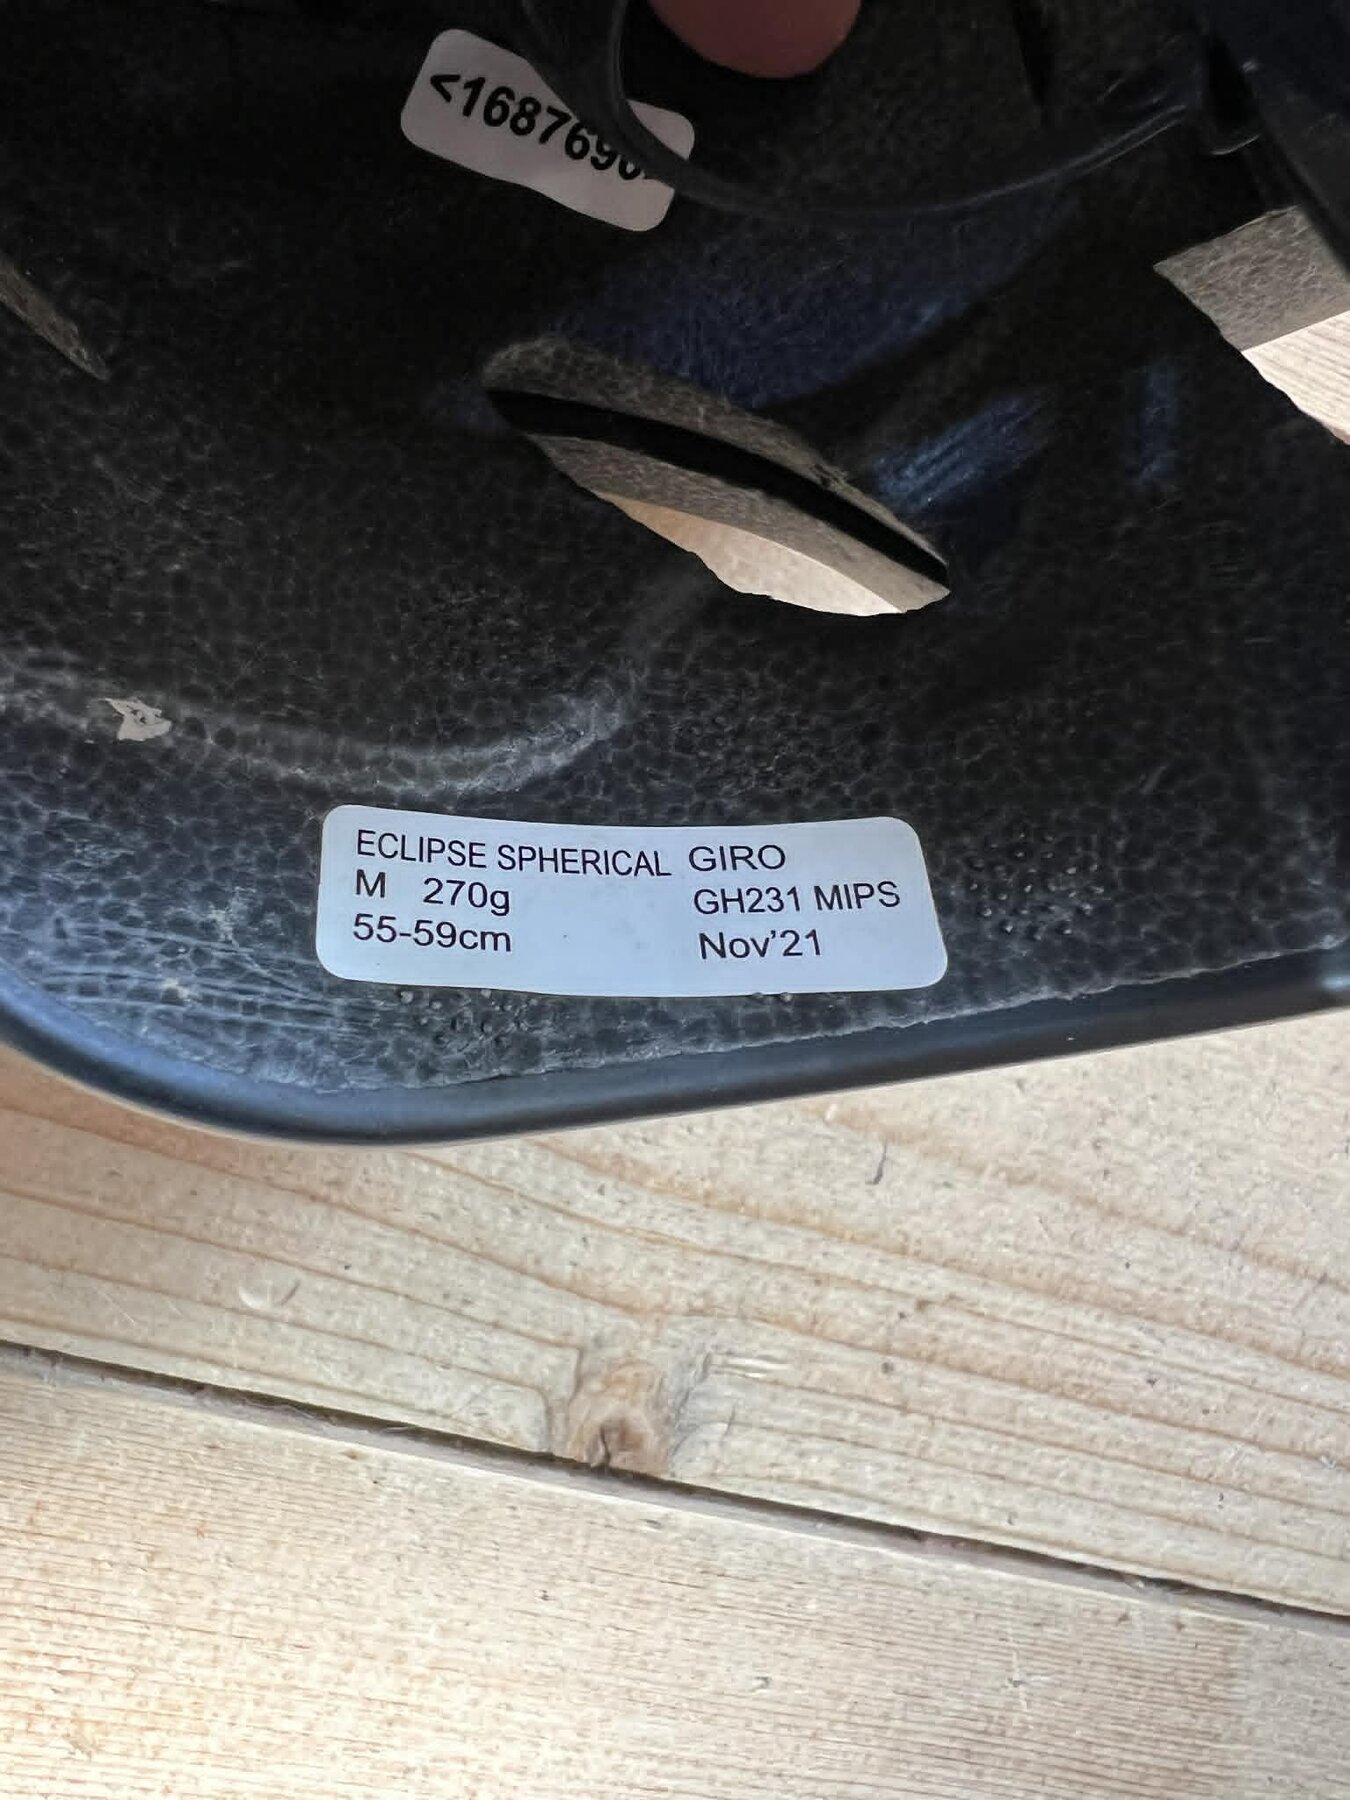 ECLIPSE SPHERICAL GIRO
M 270g GH231 MIPS
55-59cm Nov'21